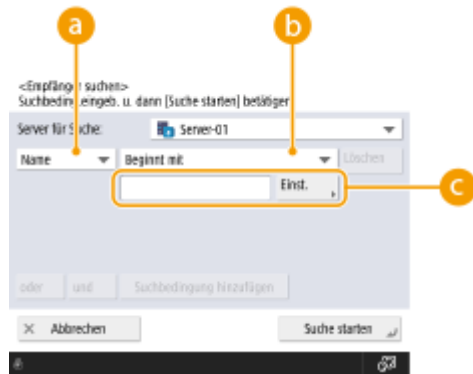 a
b
<Empfänger suchen>
Suchbeding.eingeb. u. dann [Suche starten] betätigen
Server für Suche:
Server-01
Name
Beginnt mit
Löschen
Einst.
c
oder
und
Suchbedingung hinzufügen
× Abbrechen
Suche starten